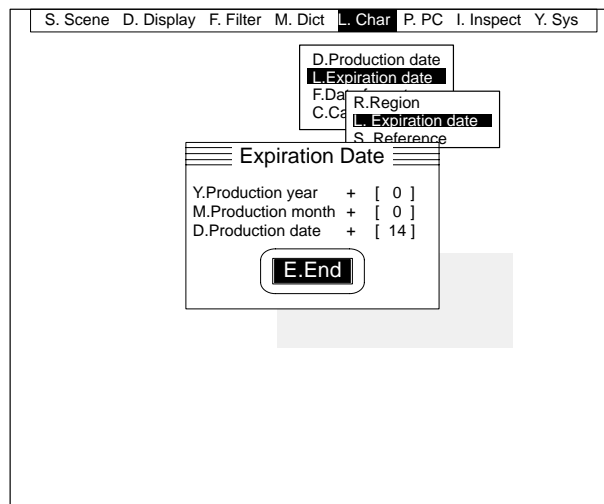 S. Scene D. Display F. Filter M. Dict L. Char P. PC I. Inspect Y. Sys
D.Production date
L.Expiration date
R.Region
L. Expiration date
S. Reference
Expiration Date
Y.Production year + [ 0 ]
M.Production month + [ 0 ]
D.Production date + [ 14 ]
E.End